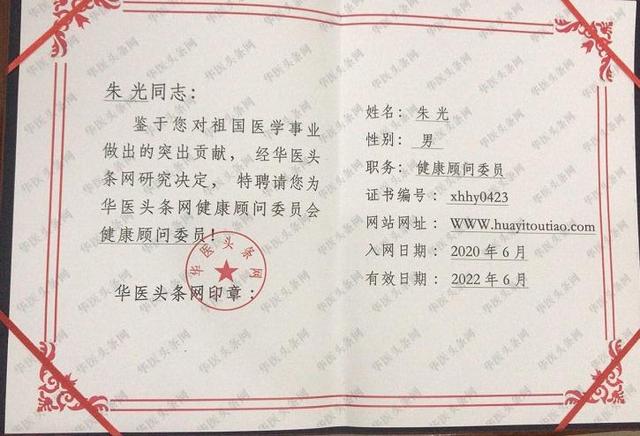 朱光同志：
鉴于您对祖国医学事业
做出的突出贡献，经华医头
条网研究决定，特聘请您为
华医头条网健康顾问委员会
健康顾问委员！
华医头条网
华医头条网印章：
姓名：朱光
性别：男
职务：健康顾问委员
证书编号：xhhy0423
网站网址：WWW.huayitoutiao.com
入网日期：2020年6月
有效日期：2022年6月